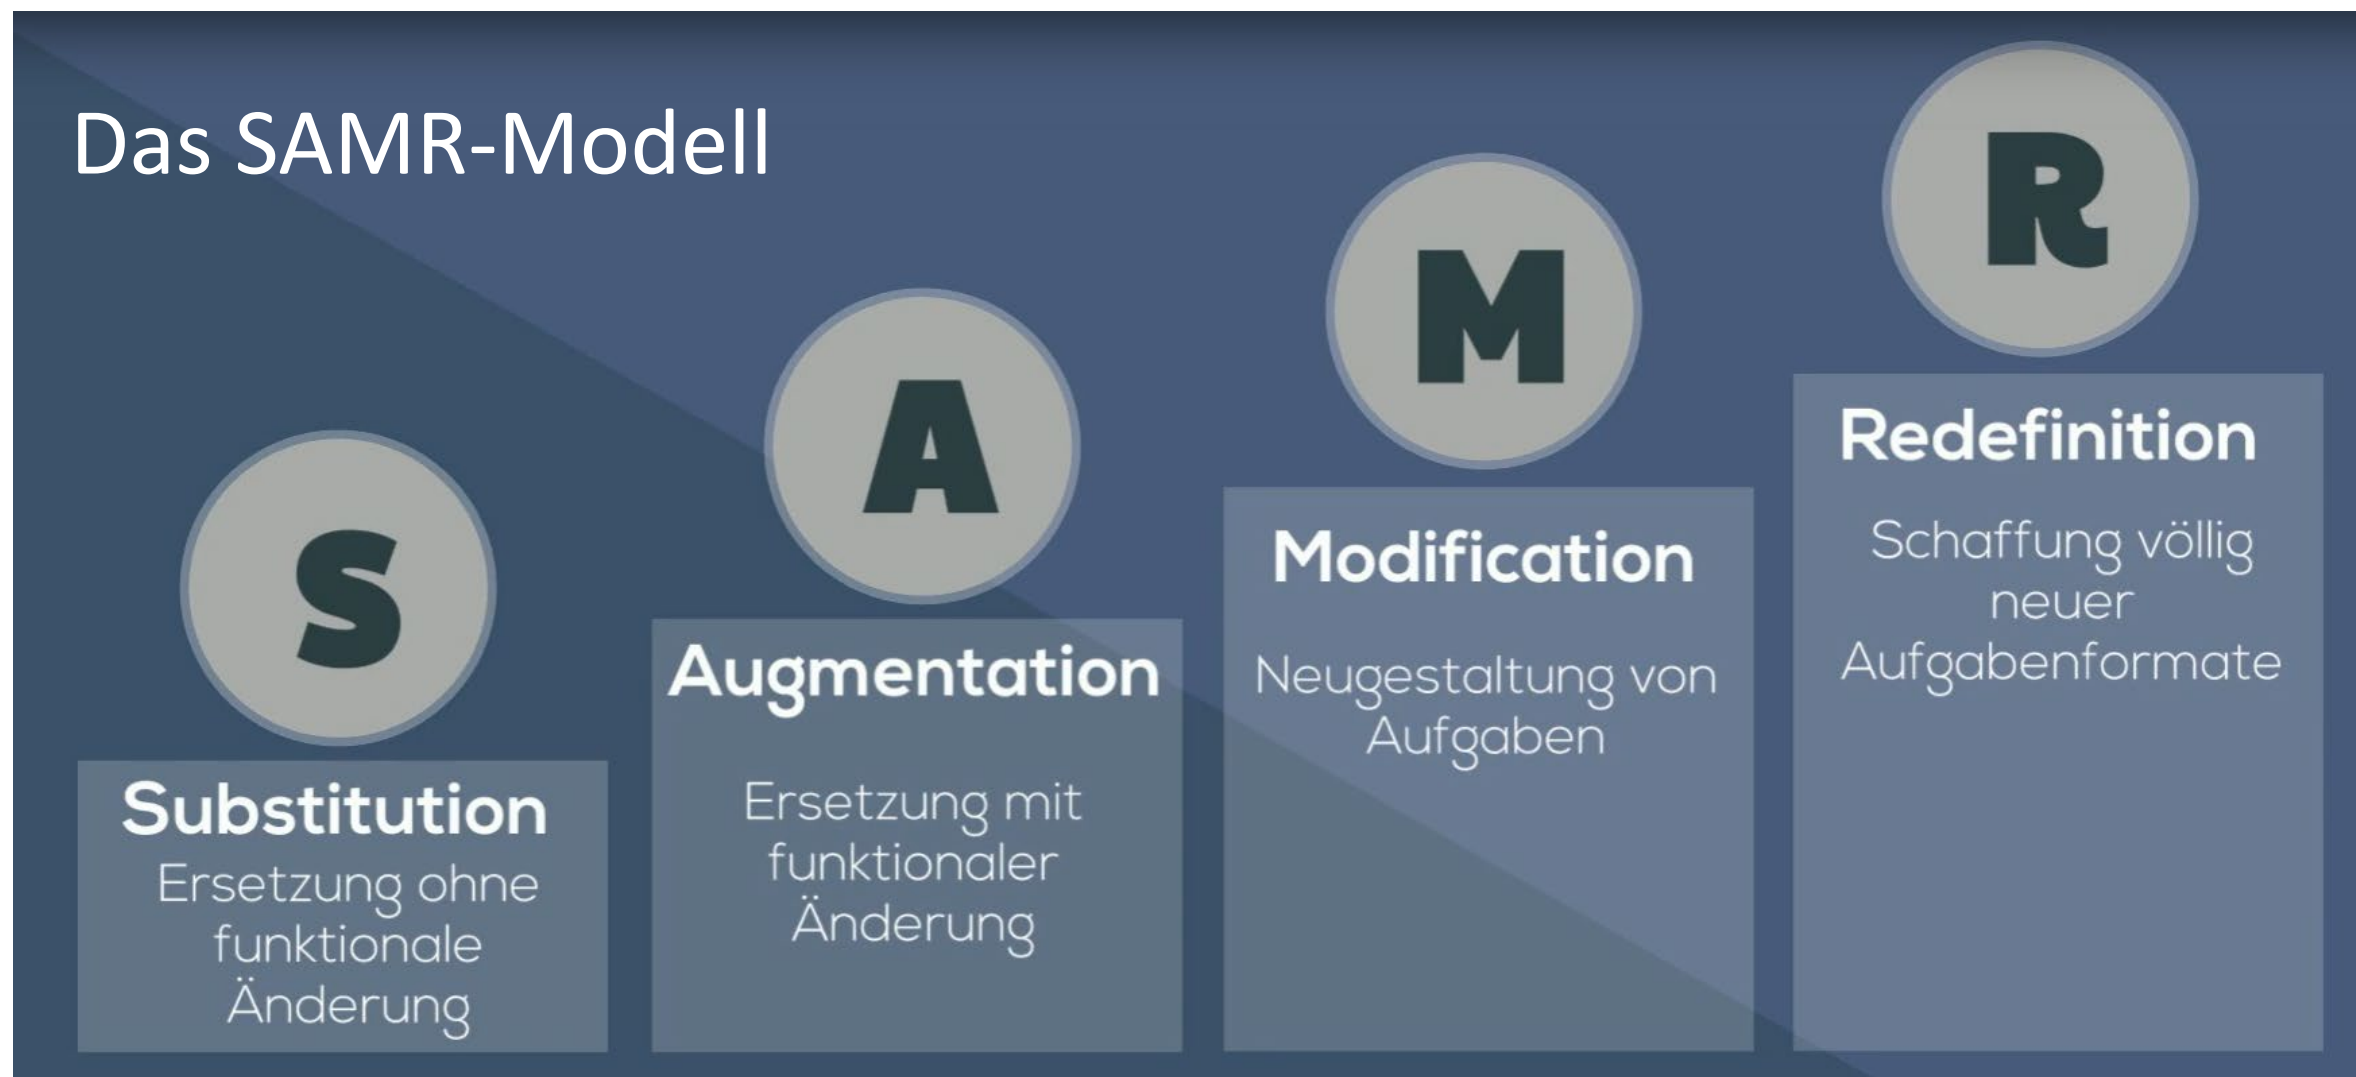 Das SAMR-Modell
S
Substitution
Ersetzung ohne
funktionale
Änderung
A
Augmentation
Ersetzung mit
funktionaler
Änderung
M
Modification
Neugestaltung von
Aufgaben
R
Redefinition
Schaffung völlig
neuer
Aufgabenformate